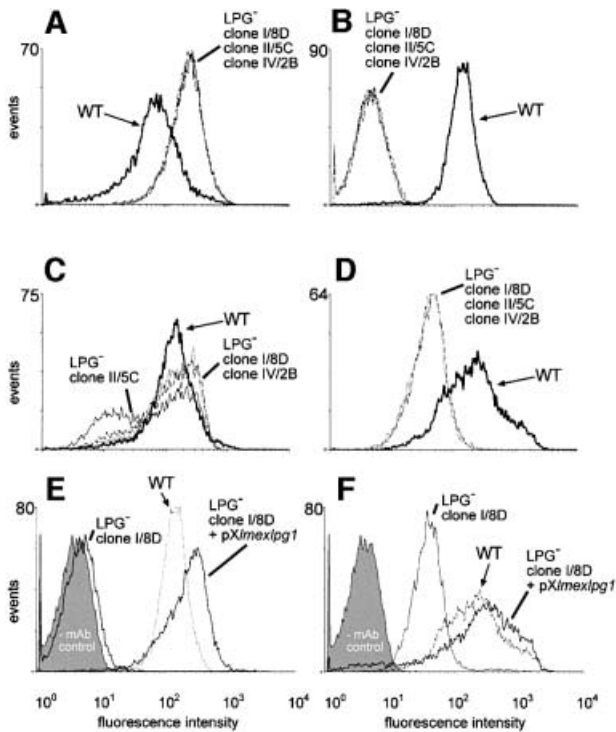 A
B
70
events
WT
LPG⁻
clone I/8D
clone II/5C
clone IV/2B
90
LPG⁻
clone I/8D
clone II/5C
clone IV/2B
WT
C
D
75
events
LPG⁻
clone II/5C
WT
LPG⁻
clone I/8D
clone IV/2B
64
LPG⁻
clone I/8D
clone II/5C
clone IV/2B
WT
E
F
80
events
LPG⁻
clone I/8D
WT
LPG⁻
clone I/8D
+ pXlmexlpg1
- mAb
control
80
LPG⁻
clone I/8D
WT
LPG⁻
clone I/8D
+ pXlmexlpg1
- mAb
control
10⁰ 10¹ 10² 10³ 10⁴
fluorescence intensity
10⁰ 10¹ 10² 10³ 10⁴
fluorescence intensity